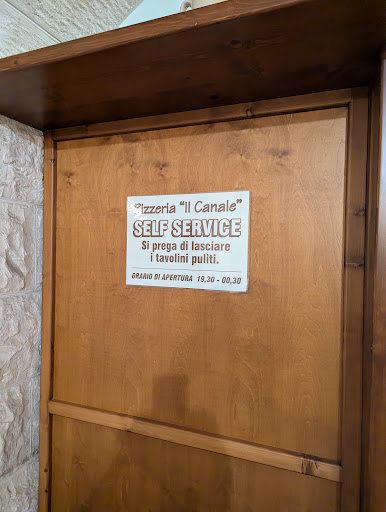 Pizzeria "Il Canale"
SELF SERVICE
Si prega di lasciare
i tavolini puliti.
ORARIO DI APERTURA 19,30 - 00,30